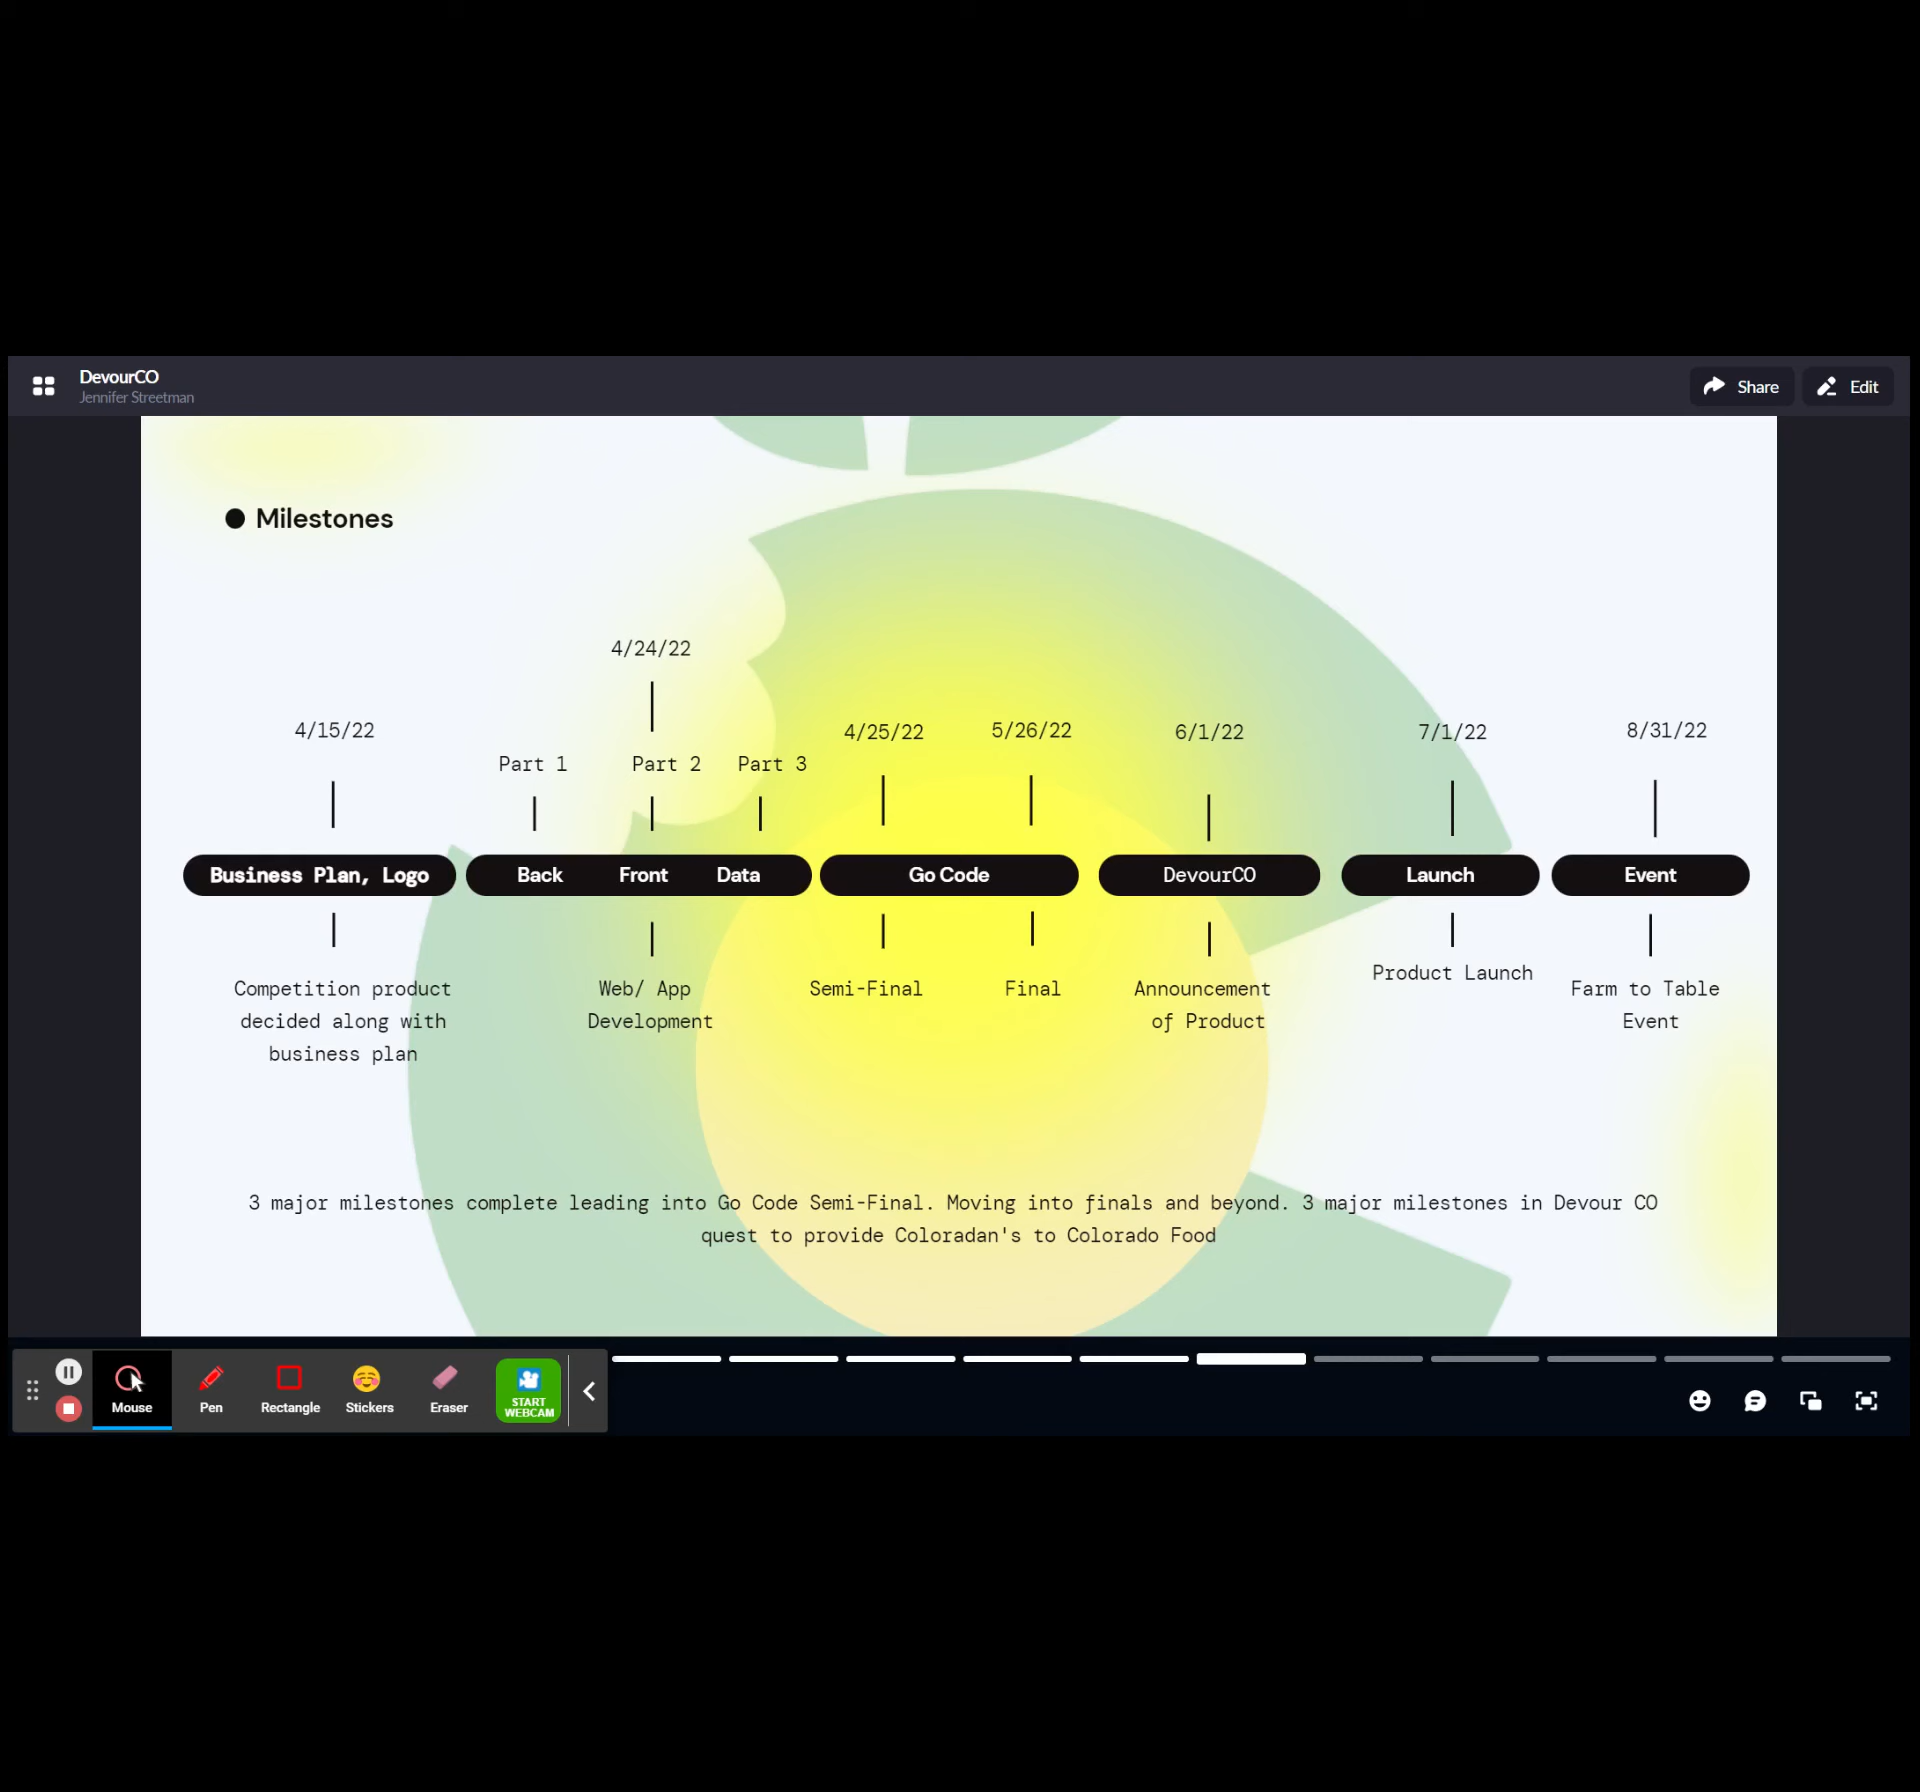 DevourCO
Jennifer Streetman
Share
Edit
Milestones
4/24/22
4/15/22
4/25/22
5/26/22
6/1/22
7/1/22
8/31/22
Part 1
Part 2
Part 3
Business Plan, Logo
Back
Front
Data
Go Code
DevourCO
Launch
Event
Competition product
decided along with
business plan
Web/ App
Development
Semi-Final
Final
Announcement
of Product
Product Launch
Farm to Table
Event
3 major milestones complete leading into Go Code Semi-Final. Moving into finals and beyond. 3 major milestones in Devour CO
quest to provide Coloradan's to Colorado Food
Mouse
Pen
Rectangle
Stickers
Eraser
START
WEBCAM